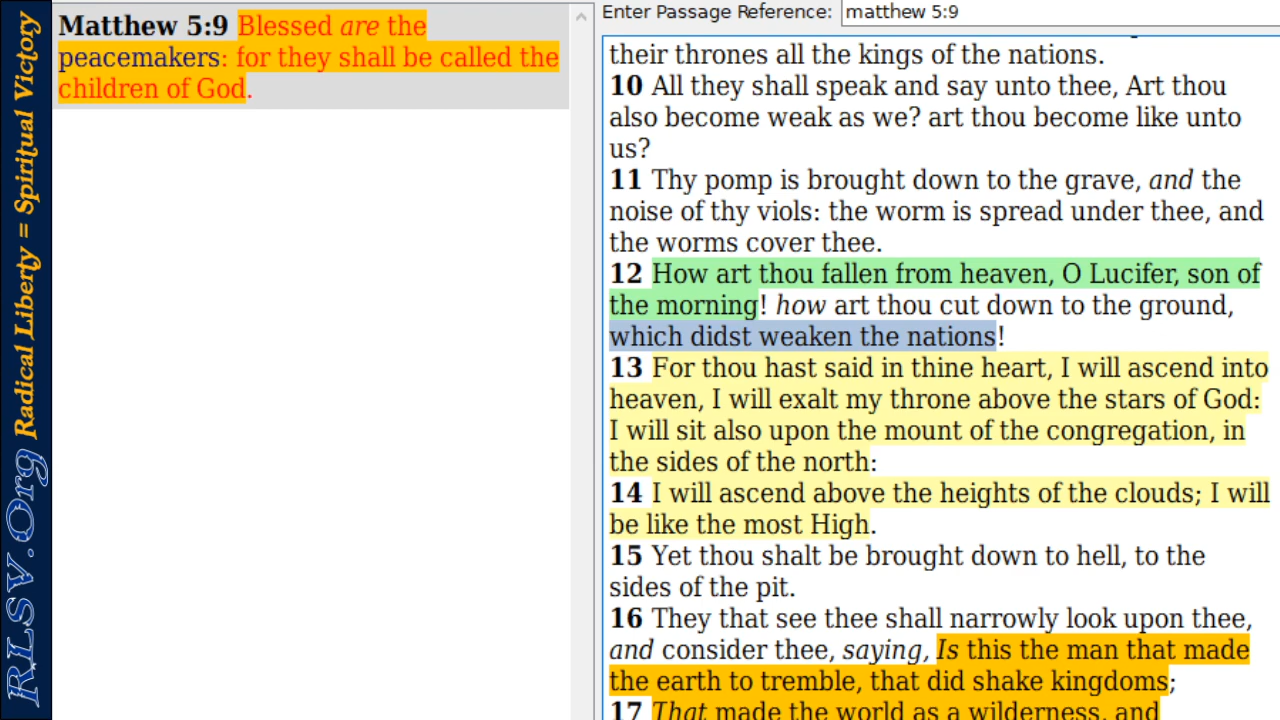 RLSV.Org Radical Liberty = Spiritual Victory
Matthew 5:9 Blessed are the
peacemakers: for they shall be called the
children of God.
Enter Passage Reference: matthew 5:9
their thrones all the kings of the nations.
10 All they shall speak and say unto thee, Art thou
also become weak as we? art thou become like unto
us?
11 Thy pomp is brought down to the grave, and the
noise of thy viols: the worm is spread under thee, and
the worms cover thee.
12 How art thou fallen from heaven, O Lucifer, son of
the morning! how art thou cut down to the ground,
which didst weaken the nations!
13 For thou hast said in thine heart, I will ascend into
heaven, I will exalt my throne above the stars of God:
I will sit also upon the mount of the congregation, in
the sides of the north:
14 I will ascend above the heights of the clouds; I will
be like the most High.
15 Yet thou shalt be brought down to hell, to the
sides of the pit.
16 They that see thee shall narrowly look upon thee,
and consider thee, saying, Is this the man that made
the earth to tremble, that did shake kingdoms;
17 That made the world as a wilderness, and